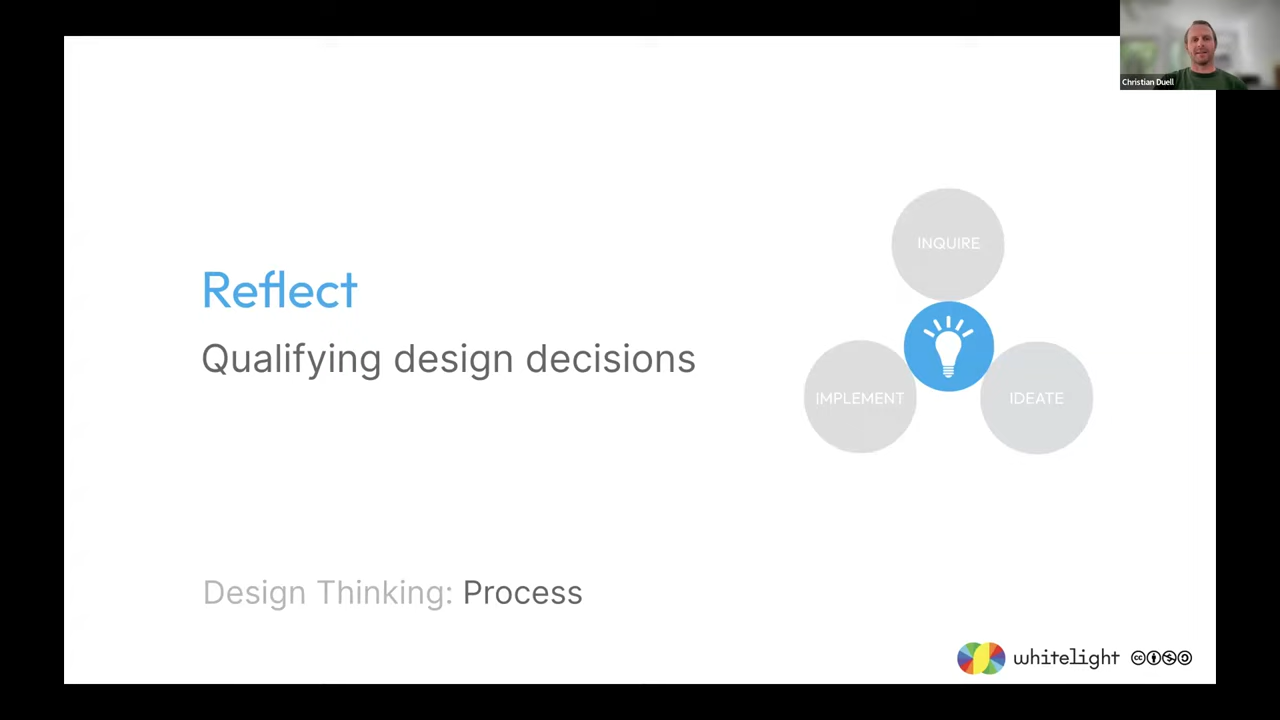 Christian Duell
INQUIRE
Reflect
Qualifying design decisions
IMPLEMENT
IDEATE
Design Thinking: Process
whitelight